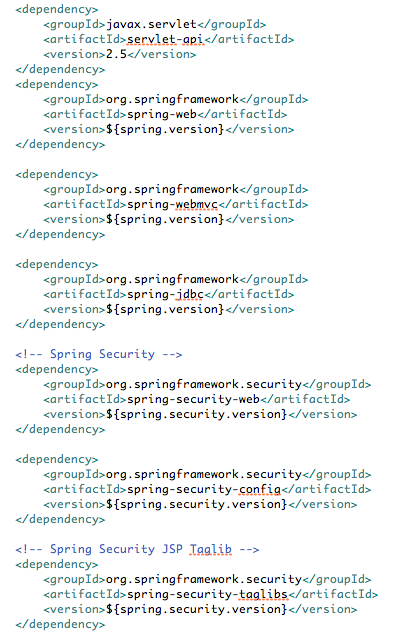 <dependency>
    <groupId>javax.servlet</groupId>
    <artifactId>servlet-api</artifactId>
    <version>2.5</version>
</dependency>
<dependency>
    <groupId>org.springframework</groupId>
    <artifactId>spring-web</artifactId>
    <version>${spring.version}</version>
</dependency>

<dependency>
    <groupId>org.springframework</groupId>
    <artifactId>spring-webmvc</artifactId>
    <version>${spring.version}</version>
</dependency>

<dependency>
    <groupId>org.springframework</groupId>
    <artifactId>spring-jdbc</artifactId>
    <version>${spring.version}</version>
</dependency>

<!-- Spring Security -->
<dependency>
    <groupId>org.springframework.security</groupId>
    <artifactId>spring-security-web</artifactId>
    <version>${spring.security.version}</version>
</dependency>

<dependency>
    <groupId>org.springframework.security</groupId>
    <artifactId>spring-security-config</artifactId>
    <version>${spring.security.version}</version>
</dependency>

<!-- Spring Security JSP Taglib -->
<dependency>
    <groupId>org.springframework.security</groupId>
    <artifactId>spring-security-taglibs</artifactId>
    <version>${spring.security.version}</version>
</dependency>